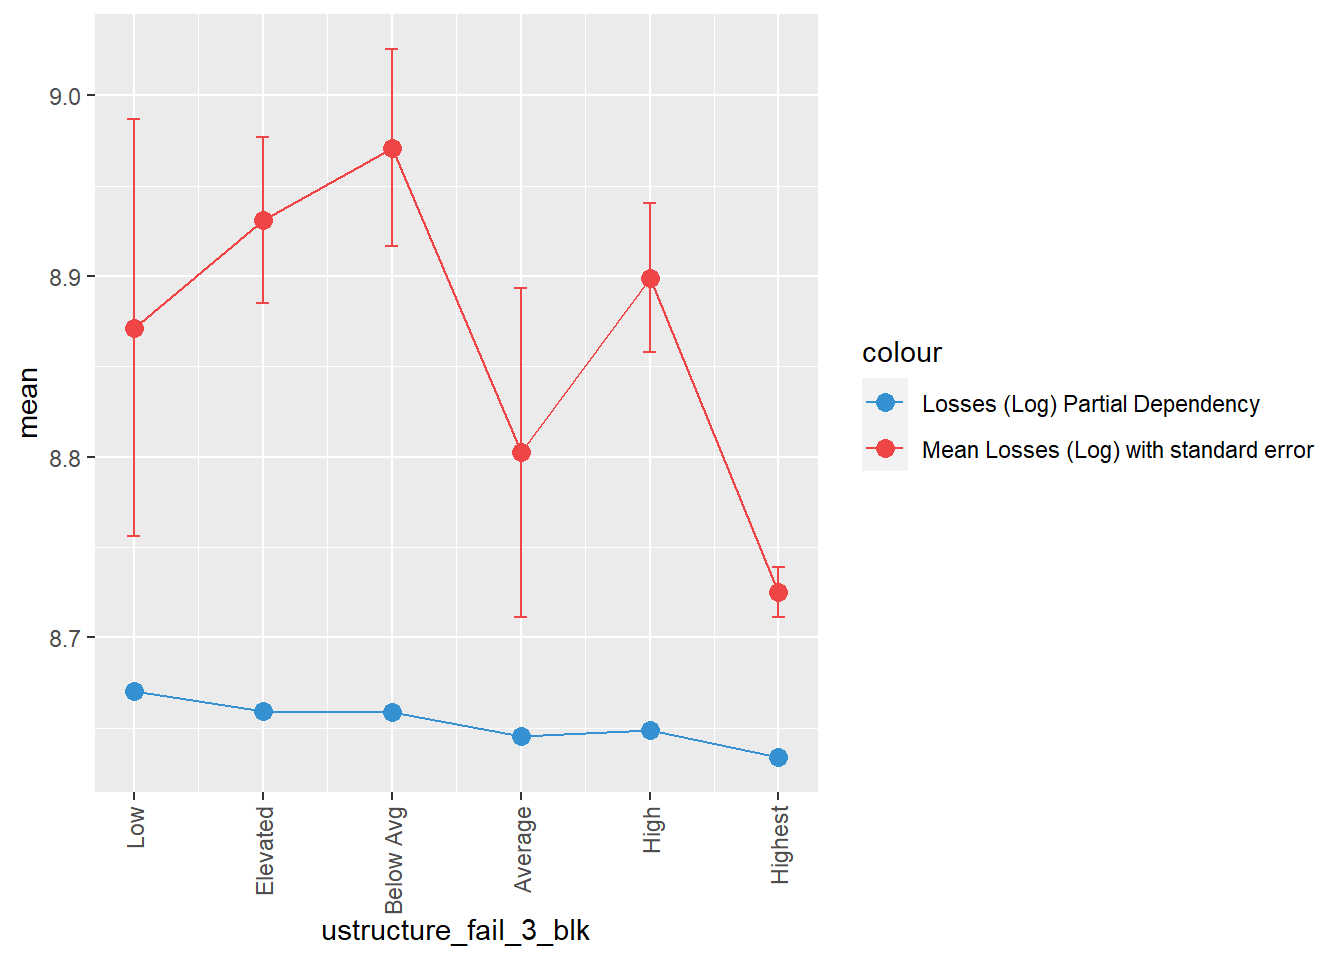 9.0
8.9
8.8
8.7
mean
Low
Elevated
Below Avg
Average
High
Highest
ustructure_fail_3_blk
colour
Losses (Log) Partial Dependency
Mean Losses (Log) with standard error